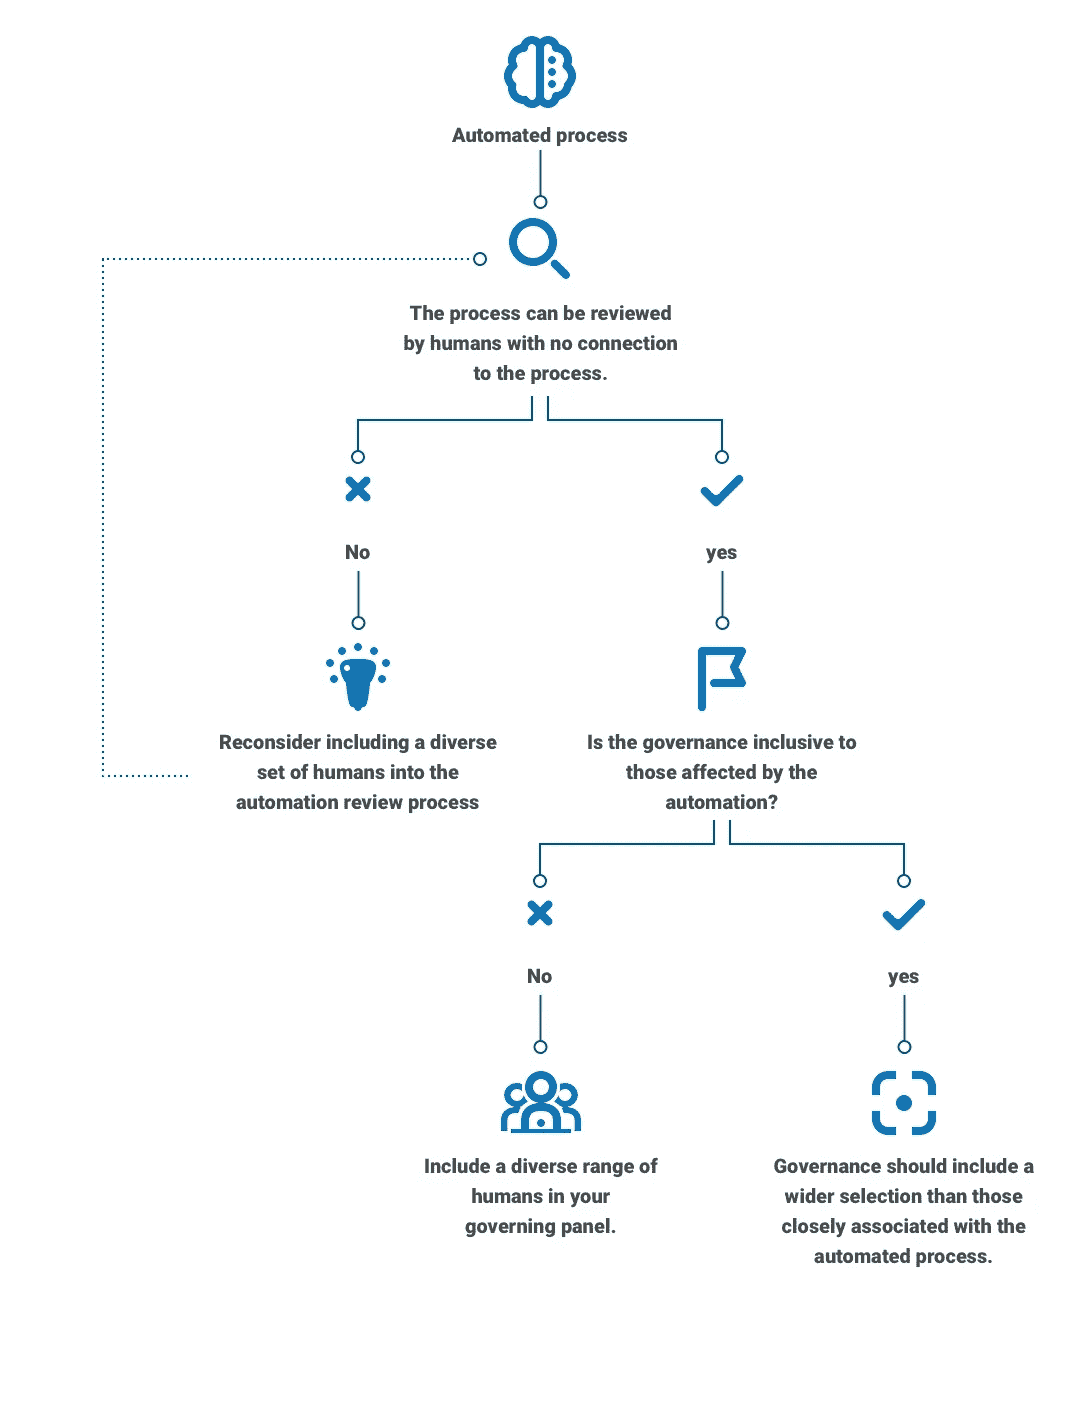 Automated process
The process can be reviewed
by humans with no connection
to the process.
No
yes
Reconsider including a diverse
set of humans into the
automation review process
Is the governance inclusive to
those affected by the
automation?
No
yes
Include a diverse range of
humans in your
governing panel.
Governance should include a
wider selection than those
closely associated with the
automated process.